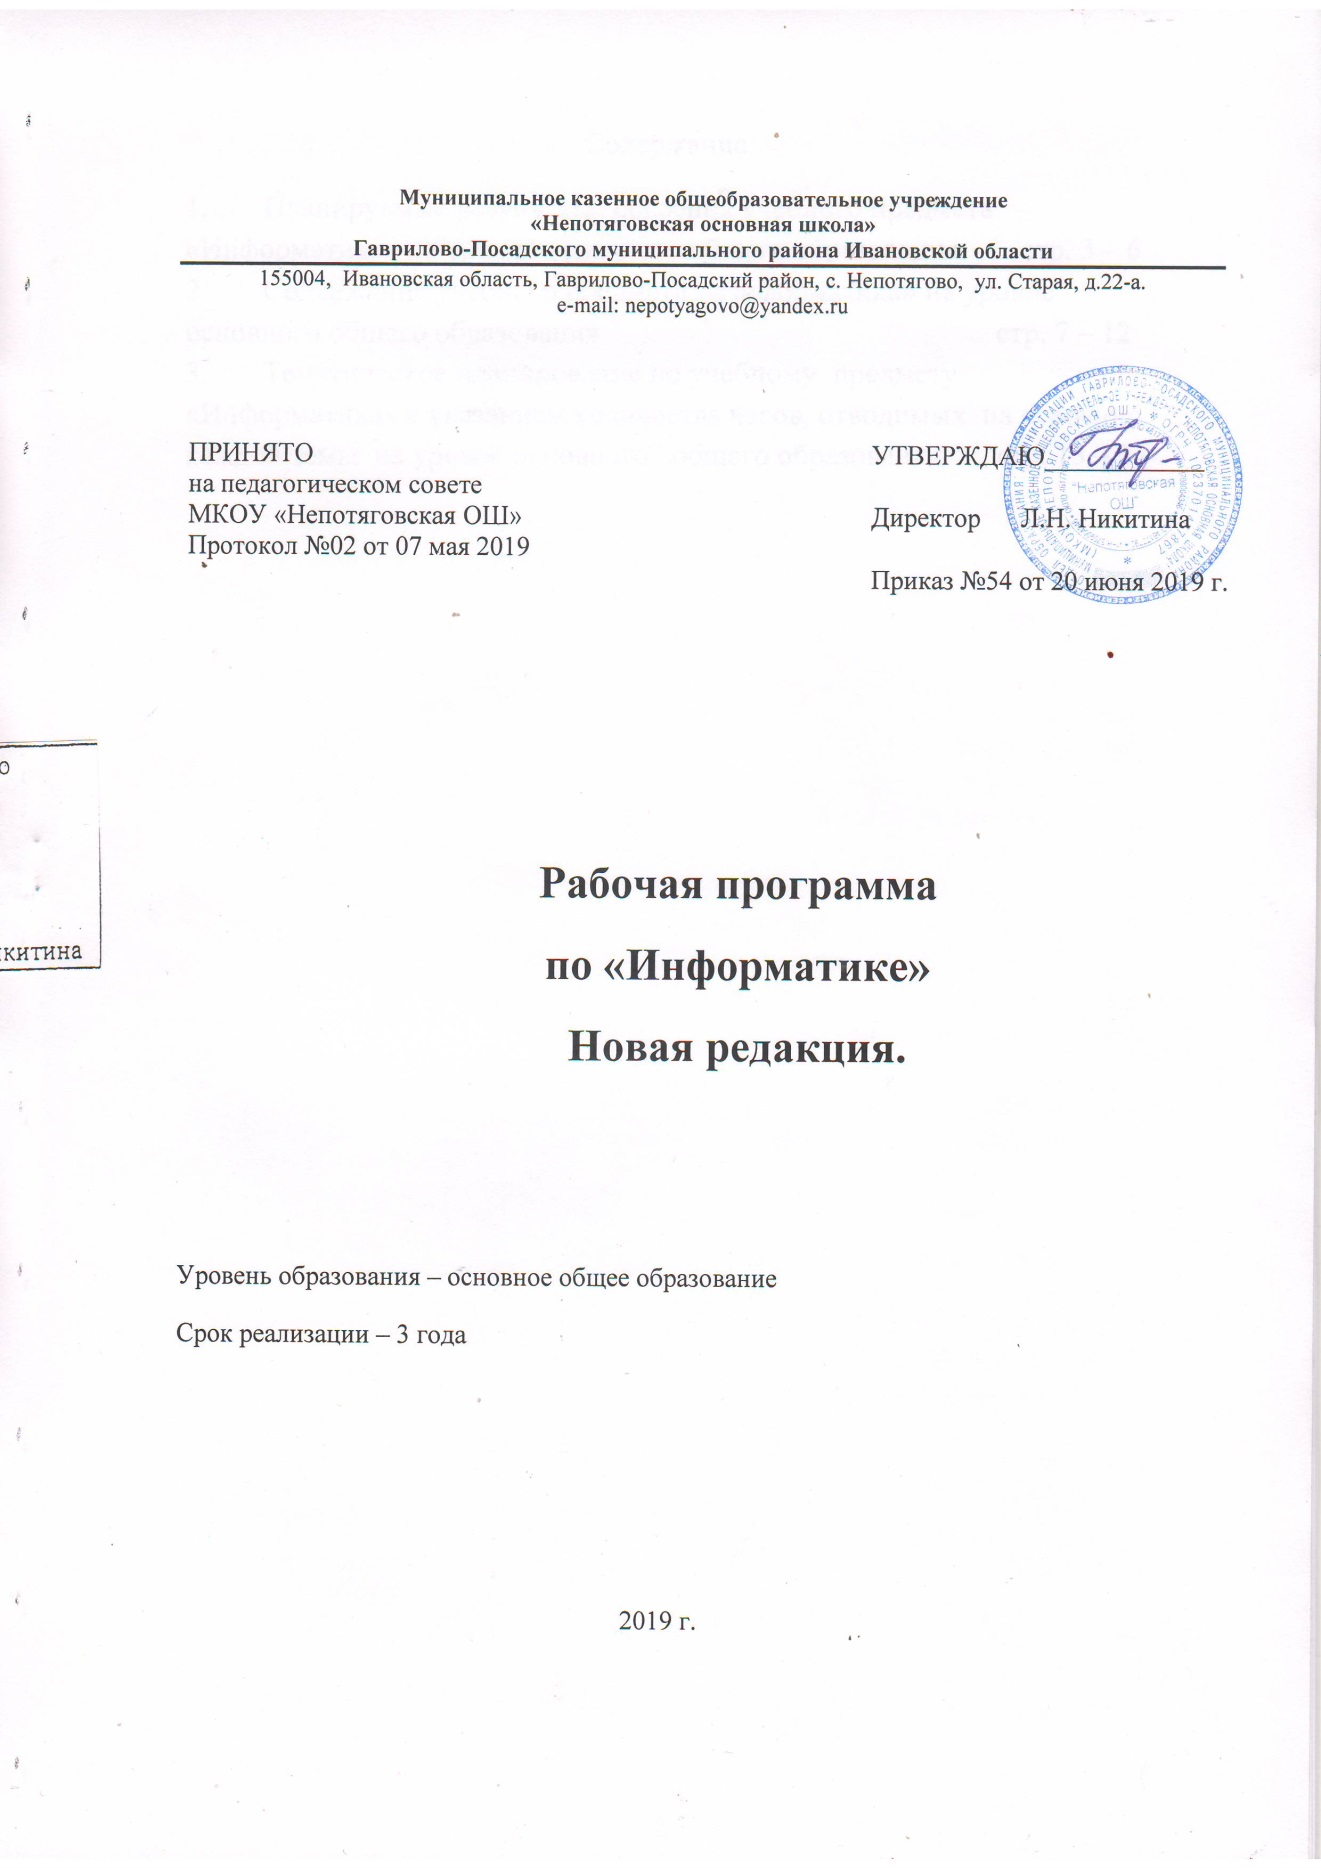 Муниципальное казенное общеобразовательное учреждение
«Непотяговская основная школа»
Гаврилово-Посадского муниципального района Ивановской области
155004,  Ивановская область, Гаврилово-Посадский район, с. Непотягово,  ул. Старая, д.22-а.
e-mail: nepotyagovo@yandex.ru
ПРИНЯТО
на педагогическом совете
МКОУ «Непотяговская ОШ»
Протокол №02 от 07 мая 2019
УТВЕРЖДАЮ
"Непотяговская
ОШ"
Директор Л.Н. Никитина
Приказ №54 от 20 июня 2019 г.
Рабочая программа
по «Информатике»
Новая редакция.
Уровень образования – основное общее образование
Срок реализации – 3 года
2019 г.